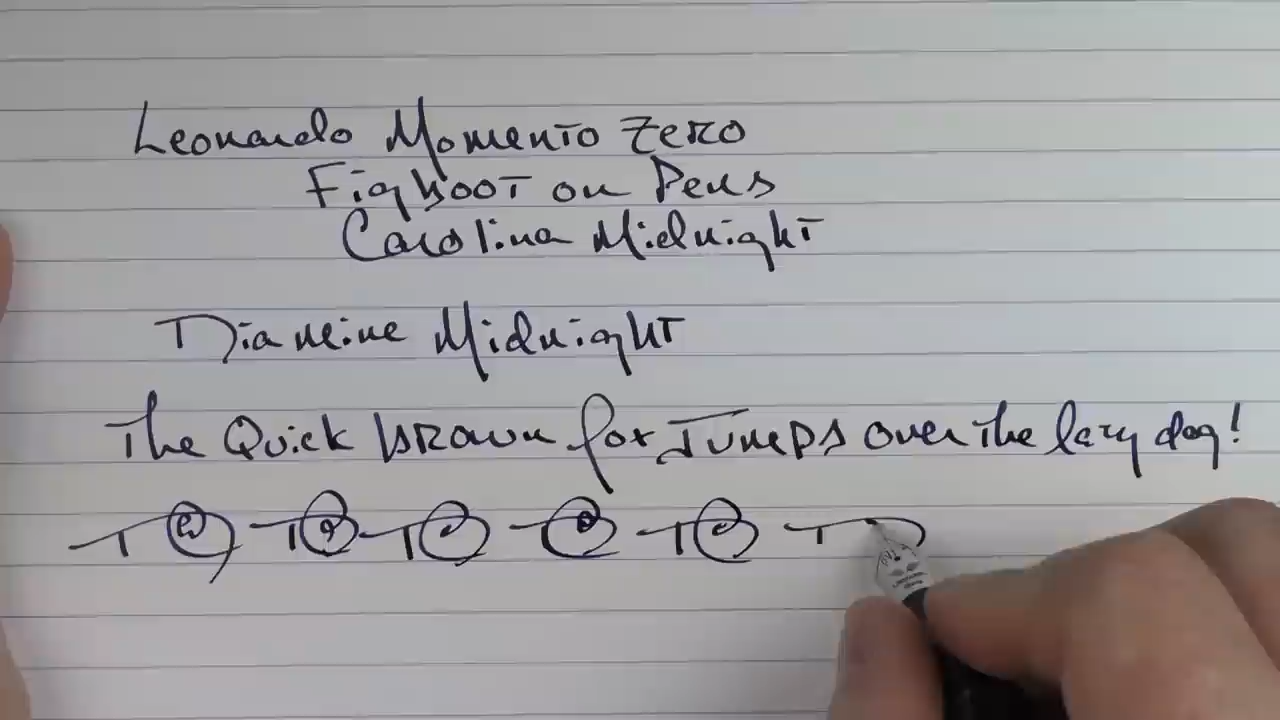 Leonardo Momento Zero
Figboot on Pens
Carolina Midnight
Diamine Midnight
The Quick brown fox Jumps over the lazy dog!